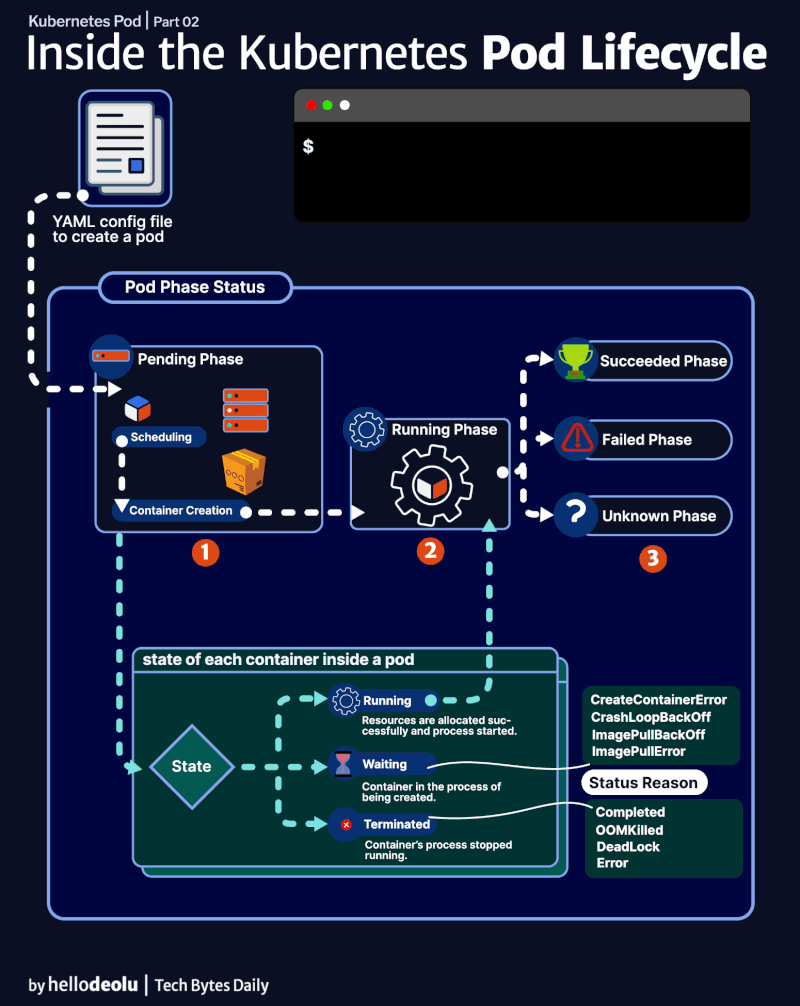 Kubernetes Pod | Part 02
Inside the Kubernetes Pod Lifecycle
$
YAML config file
to create a pod
Pod Phase Status
Pending Phase
Scheduling
Container Creation
1
Running Phase
2
Succeeded Phase
Failed Phase
?
Unknown Phase
3
state of each container inside a pod
State
Running
Resources are allocated suc-
cessfully and process started.
Waiting
Container in the process of
being created.
Terminated
Container's process stopped
running.
CreateContainerError
CrashLoopBackOff
ImagePullBackOff
ImagePullError
Status Reason
Completed
OOMKilled
DeadLock
Error
by hellodeolu | Tech Bytes Daily